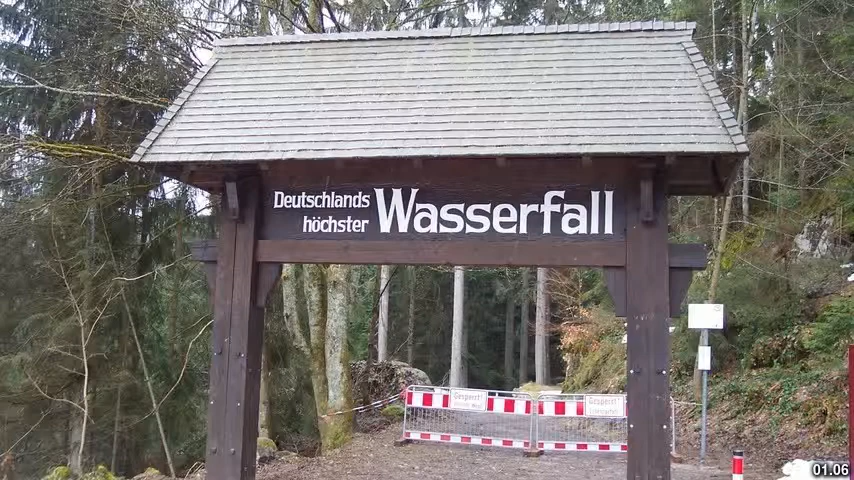 Deutschlands
höchster
Wasserfall
Gesperrt!
Gesperrt!
01.06